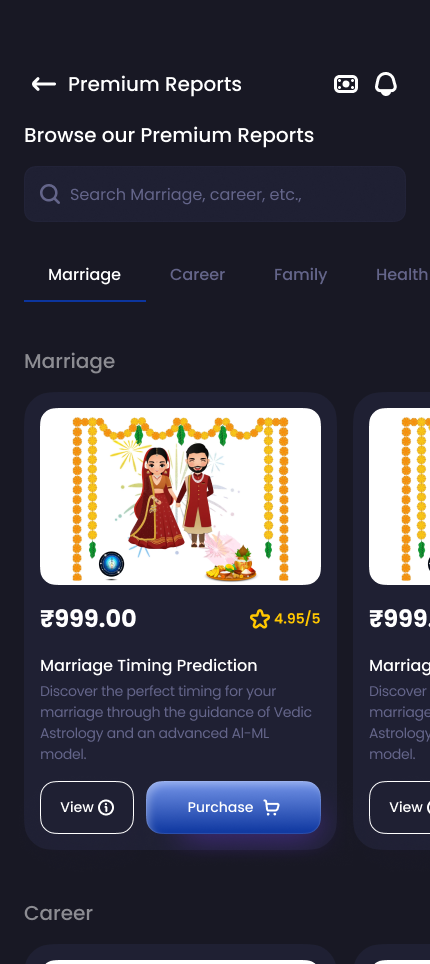 Premium Reports
Browse our Premium Reports
Search Marriage, career, etc.,
Marriage Career Family Health
Marriage
₹999.00 4.95/5 ₹999.
Marriage Timing Prediction Marriag
Discover the perfect timing for your Discover
marriage through the guidance of Vedic marriage
Astrology and an advanced AI-ML Astrology
model. model.
View Purchase View
Career